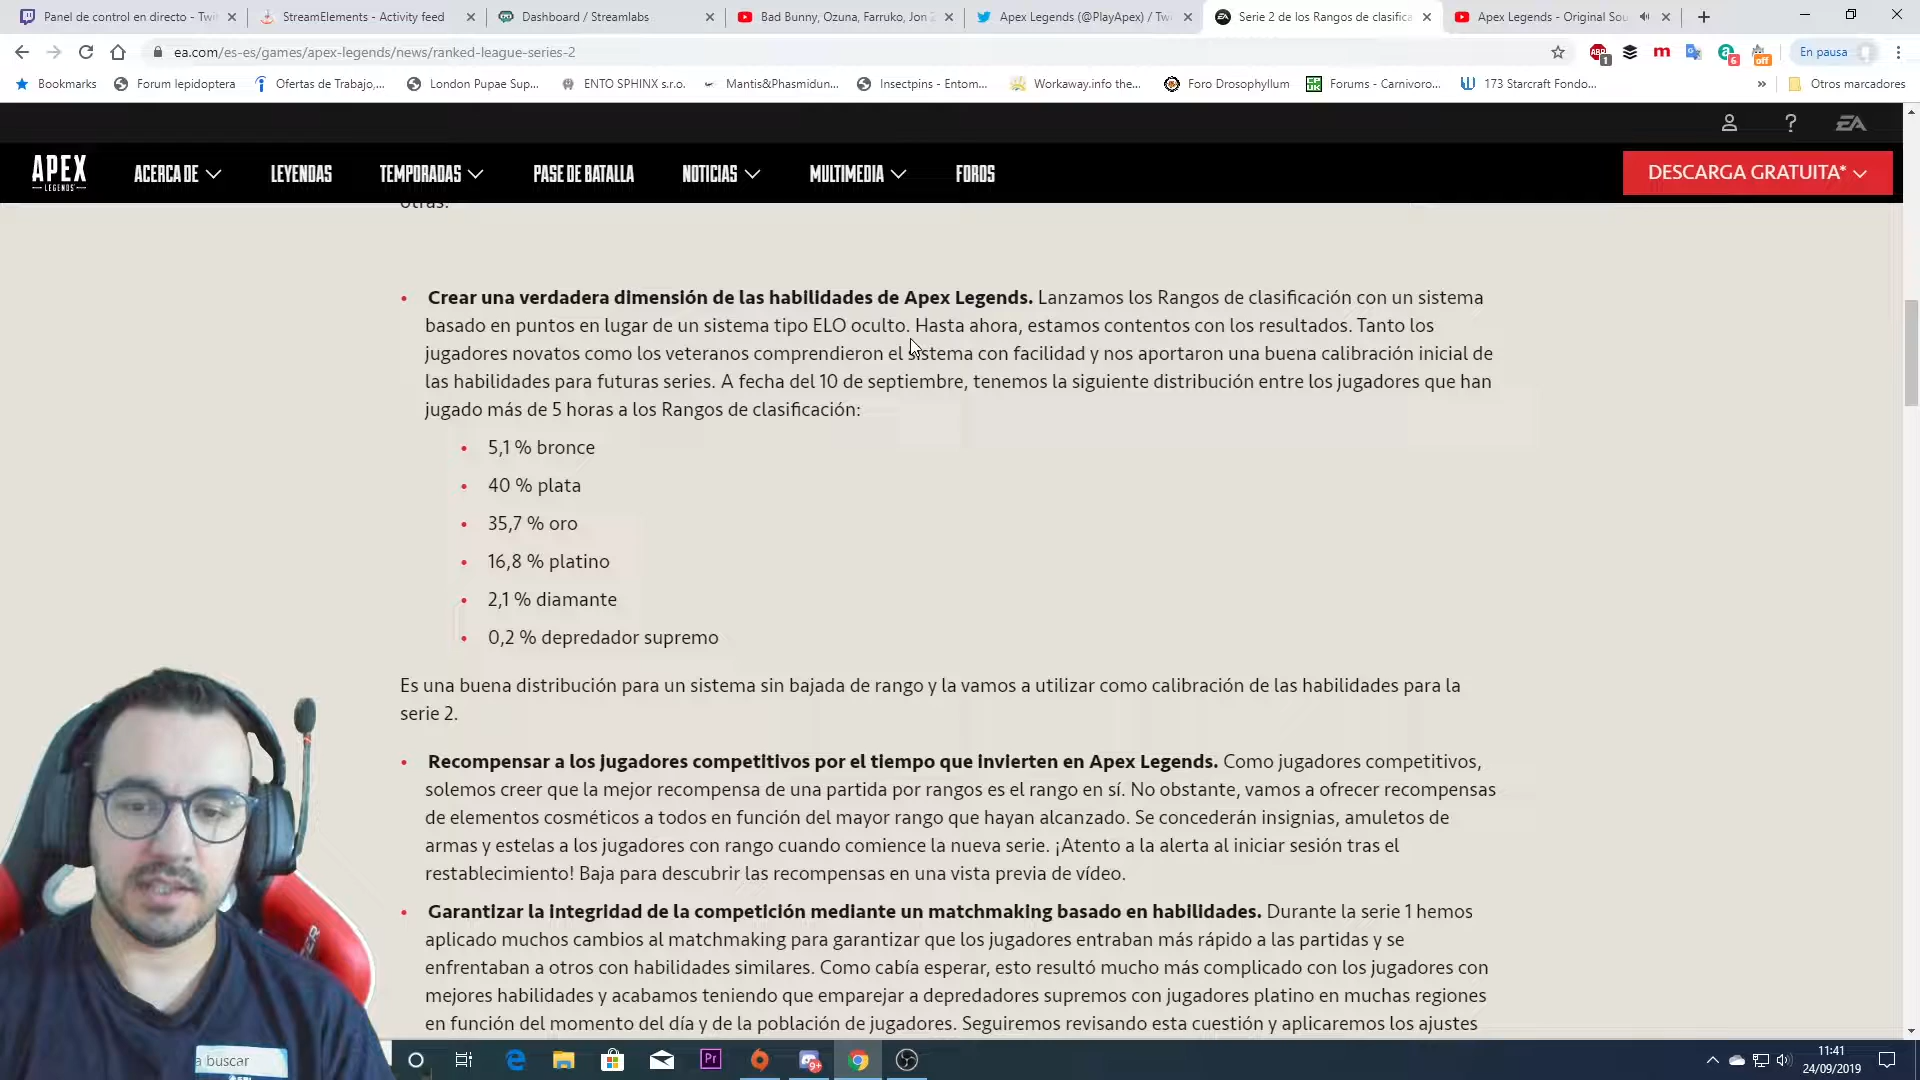 Panel de control en directo - Twit
StreamElements - Activity feed
Dashboard / Streamlabs
Bad Bunny, Ozuna, Farruko, Jon
Apex Legends (@PlayApex) / Tw
Serie 2 de los Rangos de clasifica
Apex Legends - Original Sou
ea.com/es-es/games/apex-legends/news/ranked-league-series-2
En pausa
Bookmarks
Forum lepidoptera
Ofertas de Trabajo,...
London Pupae Sup...
ENTO SPHINX s.r.o.
Mantis&Phasmidun...
Insectpins - Entom...
Workaway.info the...
Foro Drosophyllum
Forums - Carnivoro...
173 Starcraft Fondo...
»
Otros marcadores
APEX
LEGENDS
ACERCA DE
LEYENDAS
TEMPORADAS
PASE DE BATALLA
NOTICIAS
MULTIMEDIA
FOROS
DESCARGA GRATUITA*
otras.
• Crear una verdadera dimensión de las habilidades de Apex Legends. Lanzamos los Rangos de clasificación con un sistema
basado en puntos en lugar de un sistema tipo ELO oculto. Hasta ahora, estamos contentos con los resultados. Tanto los
jugadores novatos como los veteranos comprendieron el sistema con facilidad y nos aportaron una buena calibración inicial de
las habilidades para futuras series. A fecha del 10 de septiembre, tenemos la siguiente distribución entre los jugadores que han
jugado más de 5 horas a los Rangos de clasificación:
• 5,1 % bronce
• 40 % plata
• 35,7 % oro
• 16,8 % platino
• 2,1 % diamante
• 0,2 % depredador supremo
Es una buena distribución para un sistema sin bajada de rango y la vamos a utilizar como calibración de las habilidades para la
serie 2.
• Recompensar a los jugadores competitivos por el tiempo que invierten en Apex Legends. Como jugadores competitivos,
solemos creer que la mejor recompensa de una partida por rangos es el rango en sí. No obstante, vamos a ofrecer recompensas
de elementos cosméticos a todos en función del mayor rango que hayan alcanzado. Se concederán insignias, amuletos de
armas y estelas a los jugadores con rango cuando comience la nueva serie. ¡Atento a la alerta al iniciar sesión tras el
restablecimiento! Baja para descubrir las recompensas en una vista previa de vídeo.
• Garantizar la integridad de la competición mediante un matchmaking basado en habilidades. Durante la serie 1 hemos
aplicado muchos cambios al matchmaking para garantizar que los jugadores entraban más rápido a las partidas y se
enfrentaban a otros con habilidades similares. Como cabía esperar, esto resultó mucho más complicado con los jugadores con
mejores habilidades y acabamos teniendo que emparejar a depredadores supremos con jugadores platino en muchas regiones
en función del momento del día y de la población de jugadores. Seguiremos revisando esta cuestión y aplicaremos los ajustes
a buscar
11:41
24/09/2019